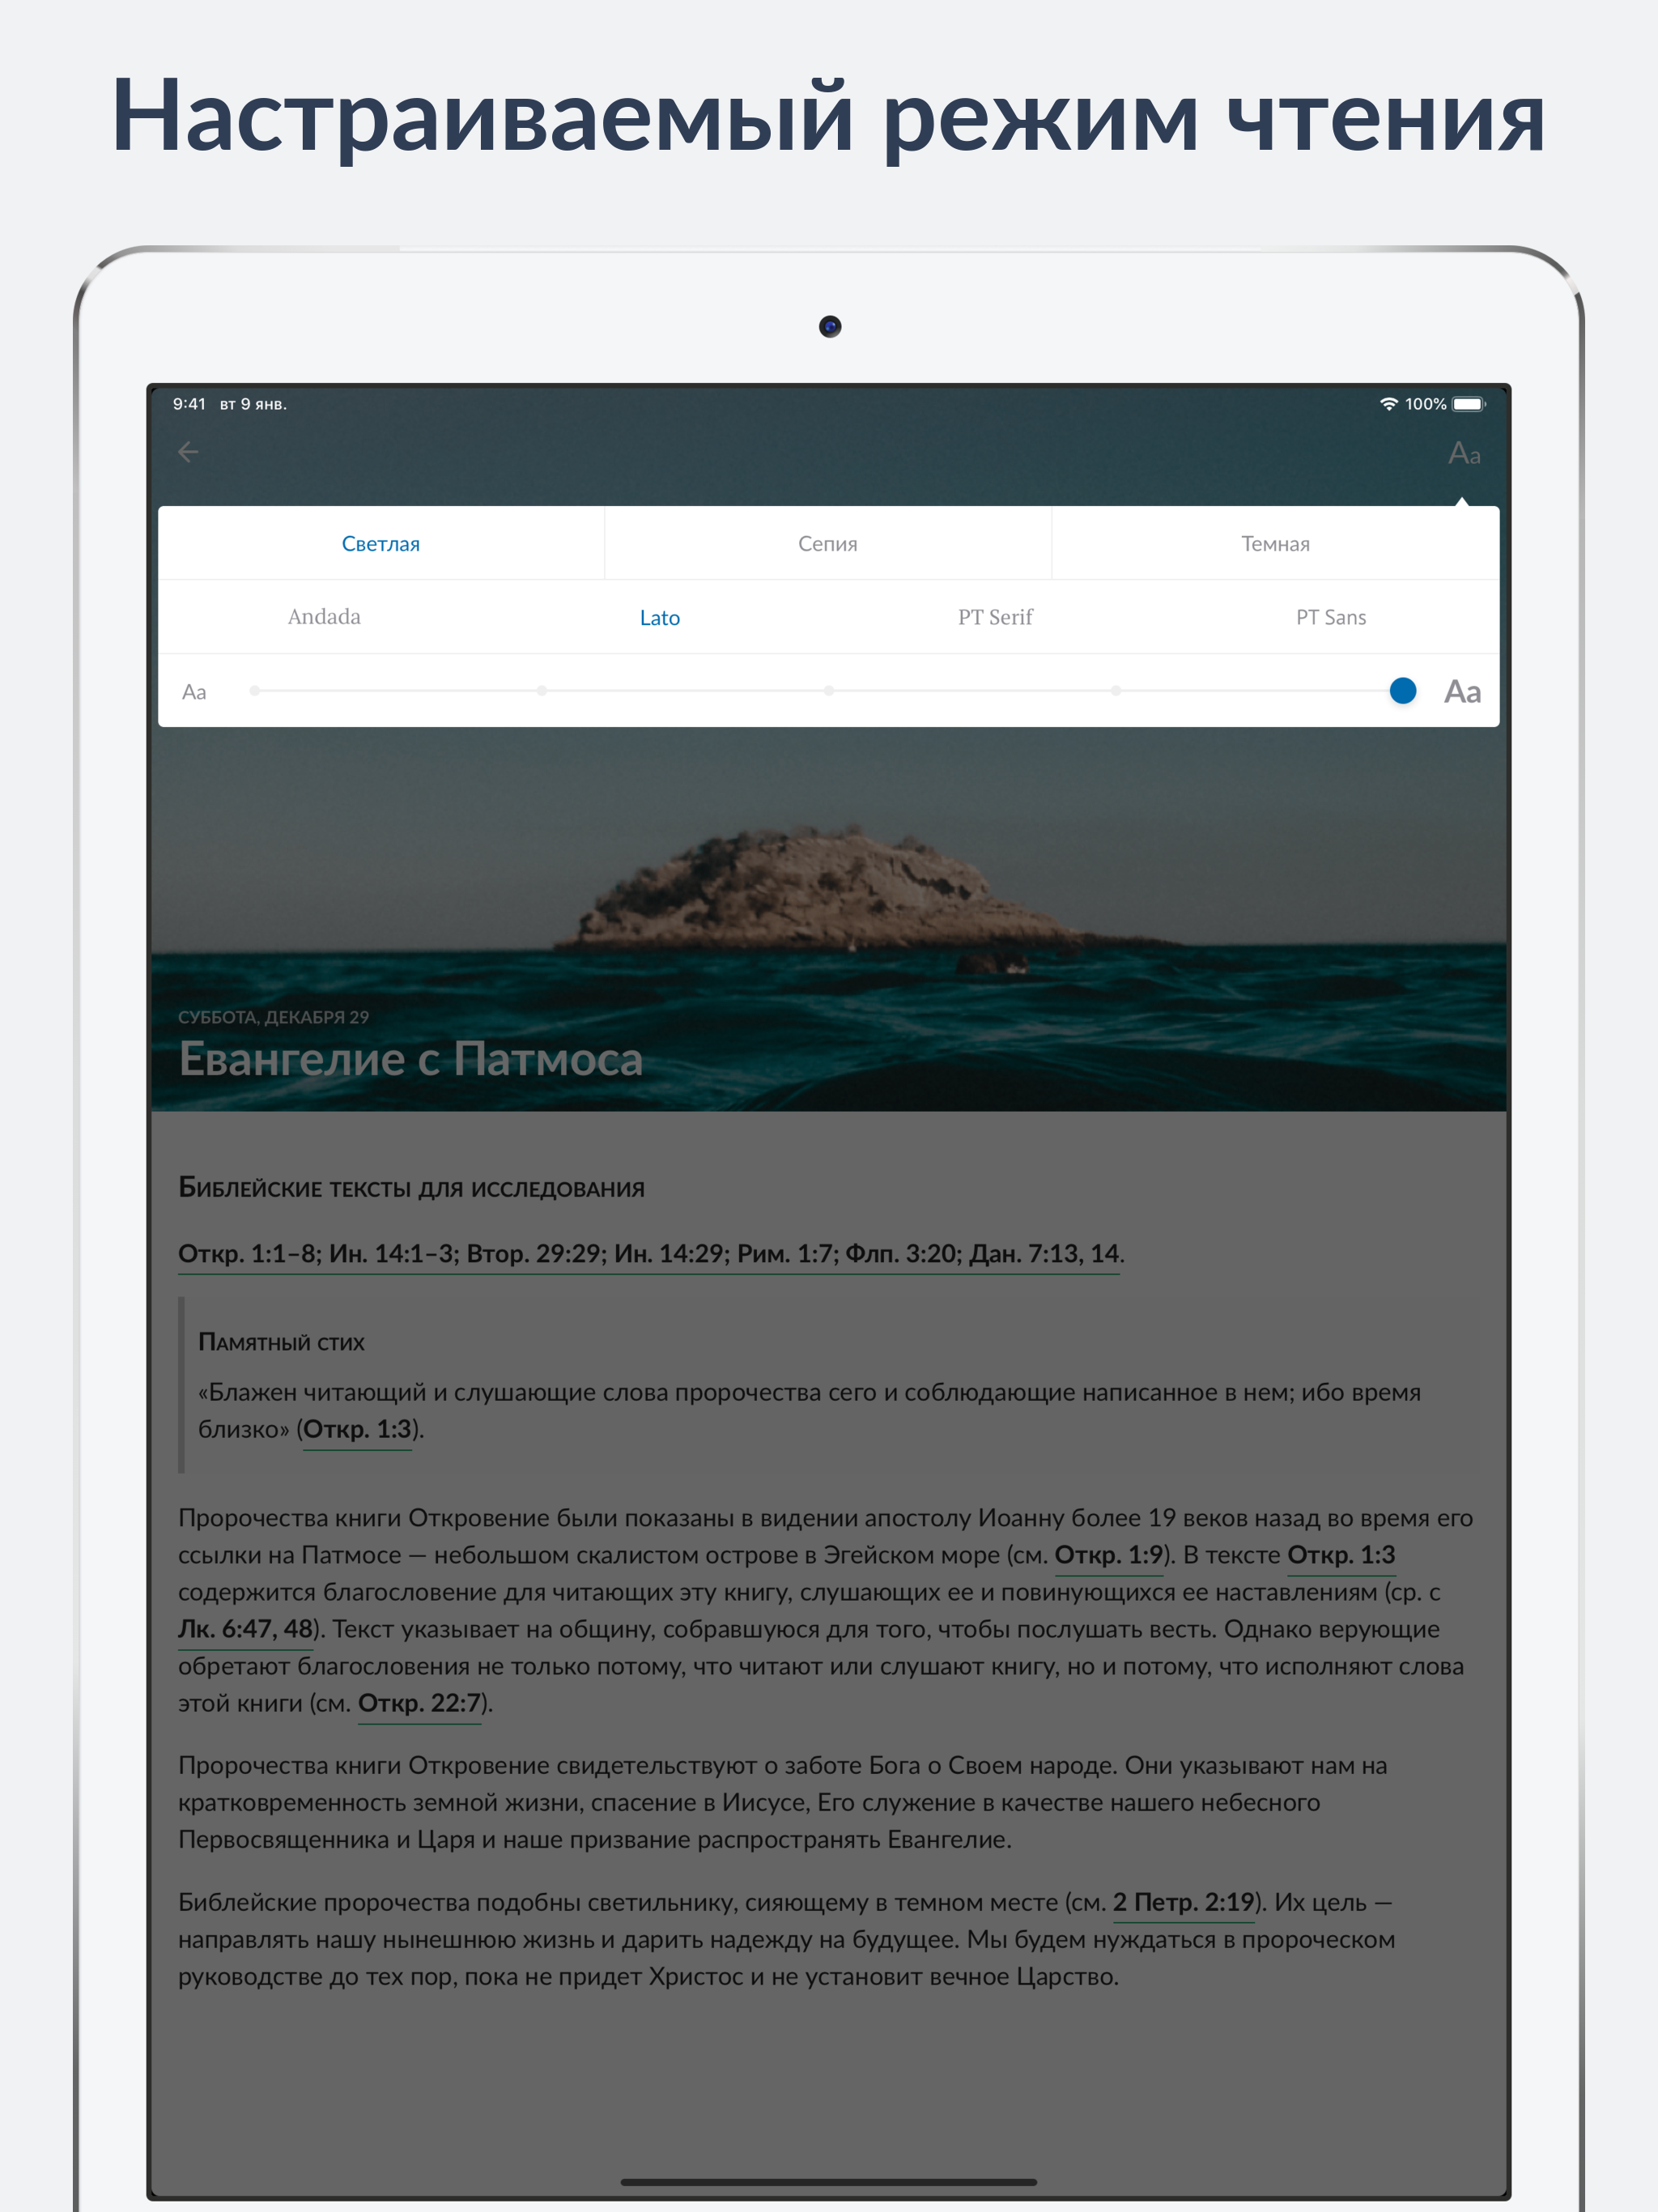 Настраиваемый режим чтения
9:41 вт 9 янв. 100%
Aa
Светлая Сепия Темная
Andada Lato PT Serif PT Sans
Aa Aa
СУББОТА, ДЕКАБРЯ 29
Евангелие с Патмоса
Библейские тексты для исследования
Откр. 1:1–8; Ин. 14:1–3; Втор. 29:29; Ин. 14:29; Рим. 1:7; Флп. 3:20; Дан. 7:13, 14.
Памятный стих
«Блажен читающий и слушающие слова пророчества сего и соблюдающие написанное в нем; ибо время
близко» (Откр. 1:3).
Пророчества книги Откровение были показаны в видении апостолу Иоанну более 19 веков назад во время его
ссылки на Патмосе — небольшом скалистом острове в Эгейском море (см. Откр. 1:9). В тексте Откр. 1:3
содержится благословение для читающих эту книгу, слушающих ее и повинующихся ее наставлениям (ср. с
Лк. 6:47, 48). Текст указывает на общину, собравшуюся для того, чтобы послушать весть. Однако верующие
обретают благословения не только потому, что читают или слушают книгу, но и потому, что исполняют слова
этой книги (см. Откр. 22:7).
Пророчества книги Откровение свидетельствуют о заботе Бога о Своем народе. Они указывают нам на
кратковременность земной жизни, спасение в Иисусе, Его служение в качестве нашего небесного
Первосвященника и Царя и наше призвание распространять Евангелие.
Библейские пророчества подобны светильнику, сияющему в темном месте (см. 2 Петр. 2:19). Их цель —
направлять нашу нынешнюю жизнь и дарить надежду на будущее. Мы будем нуждаться в пророческом
руководстве до тех пор, пока не придет Христос и не установит вечное Царство.